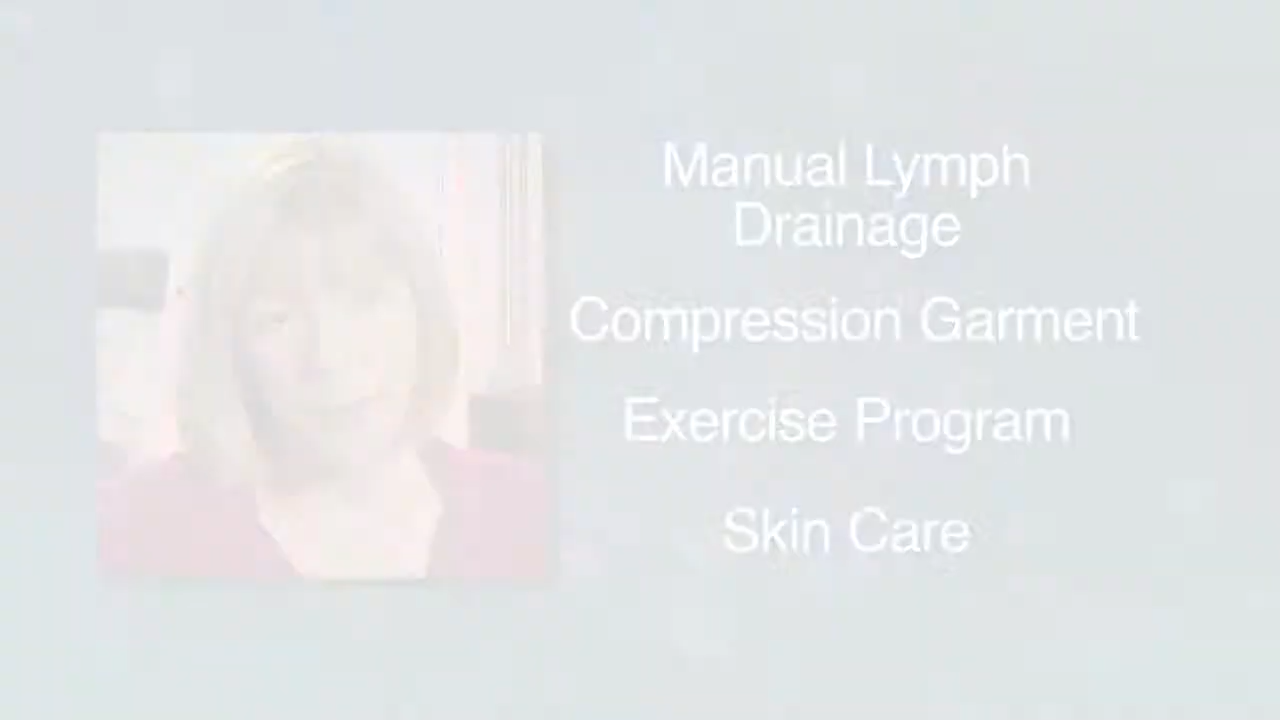 Manual Lymph
Drainage
Compression Garment
Exercise Program
Skin Care